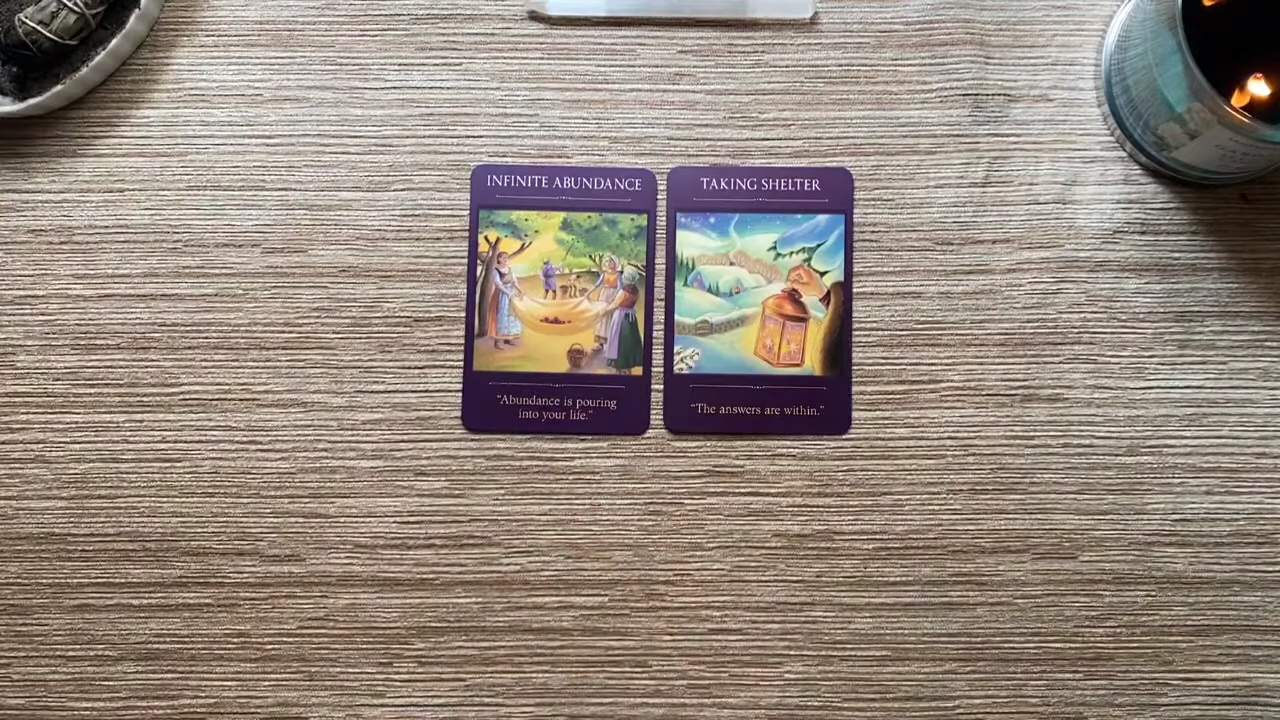 INFINITE ABUNDANCE
"Abundance is pouring
into your life."
TAKING SHELTER
"The answers are within."